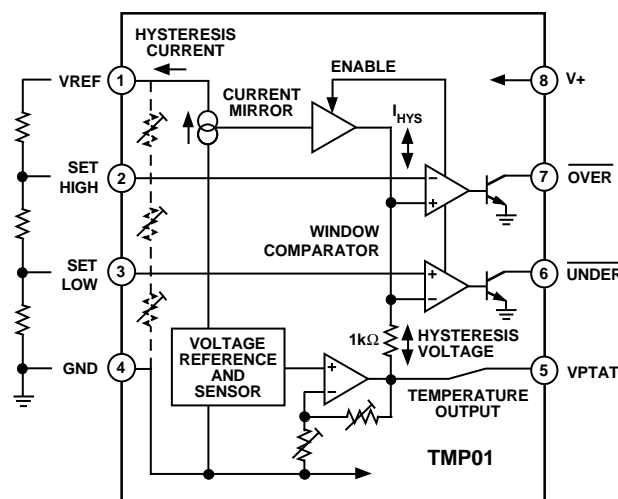 HYSTERESIS
CURRENT
VREF
1
CURRENT
MIRROR
ENABLE
I_HYS
8
V+
SET
HIGH
2
7
OVER
WINDOW
COMPARATOR
SET
LOW
3
6
UNDER
1kΩ
HYSTERESIS
VOLTAGE
GND
4
VOLTAGE
REFERENCE
AND
SENSOR
5
VPTAT
TEMPERATURE
OUTPUT
TMP01